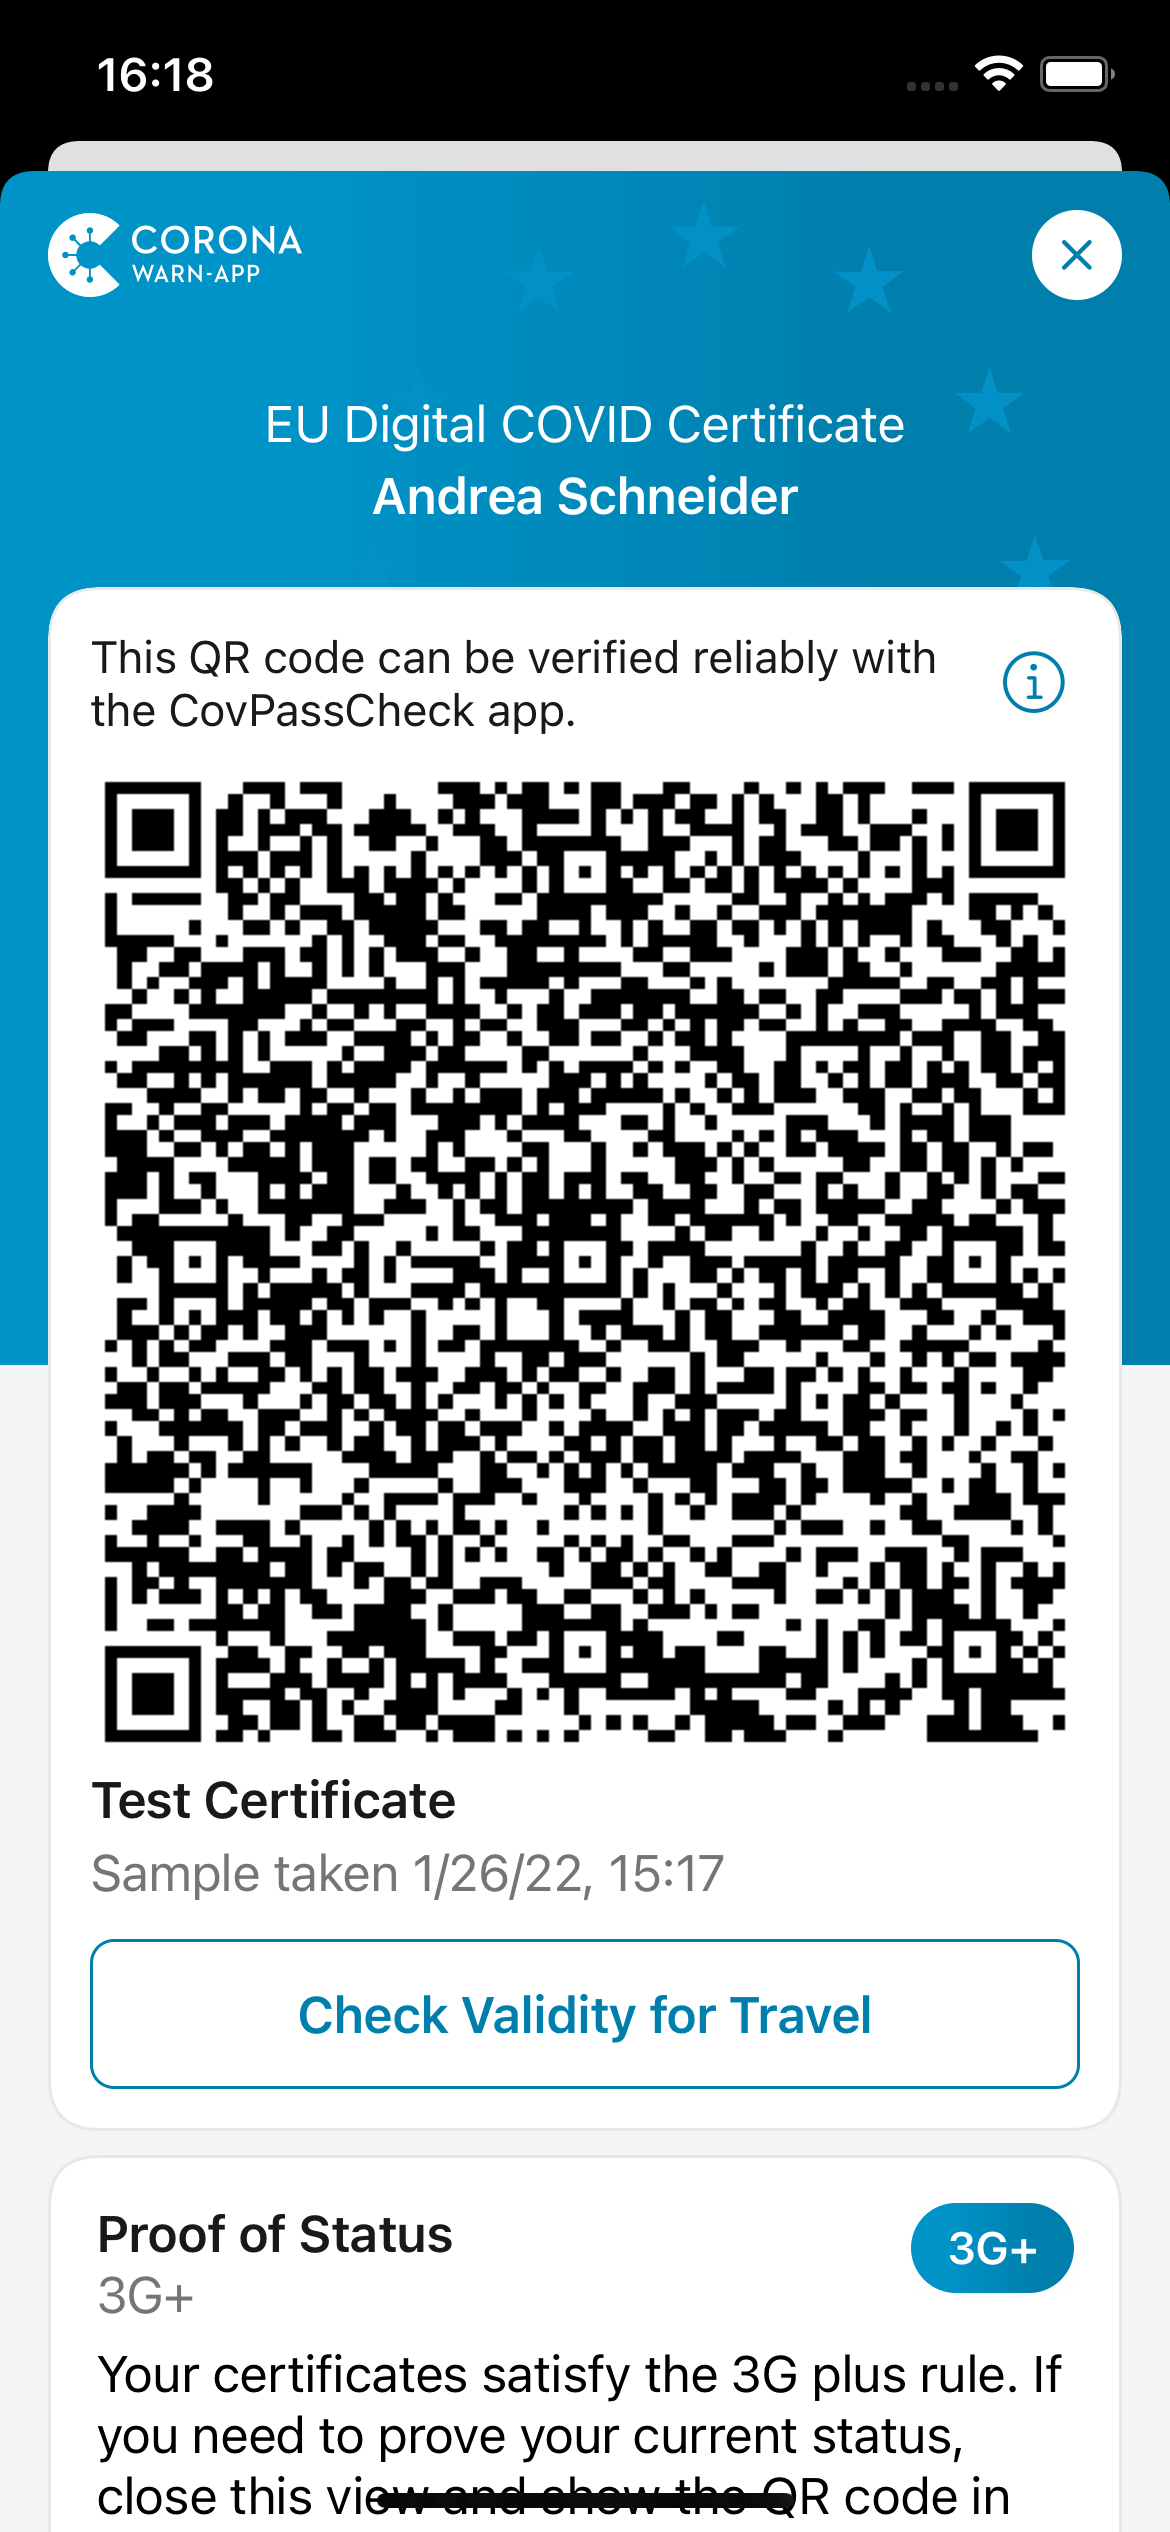 16:18
CORONA
WARN-APP
EU Digital COVID Certificate
Andrea Schneider
This QR code can be verified reliably with
the CovPassCheck app.
Test Certificate
Sample taken 1/26/22, 15:17
Check Validity for Travel
Proof of Status
3G+
3G+
Your certificates satisfy the 3G plus rule. If
you need to prove your current status,
close this view and show the QR code in